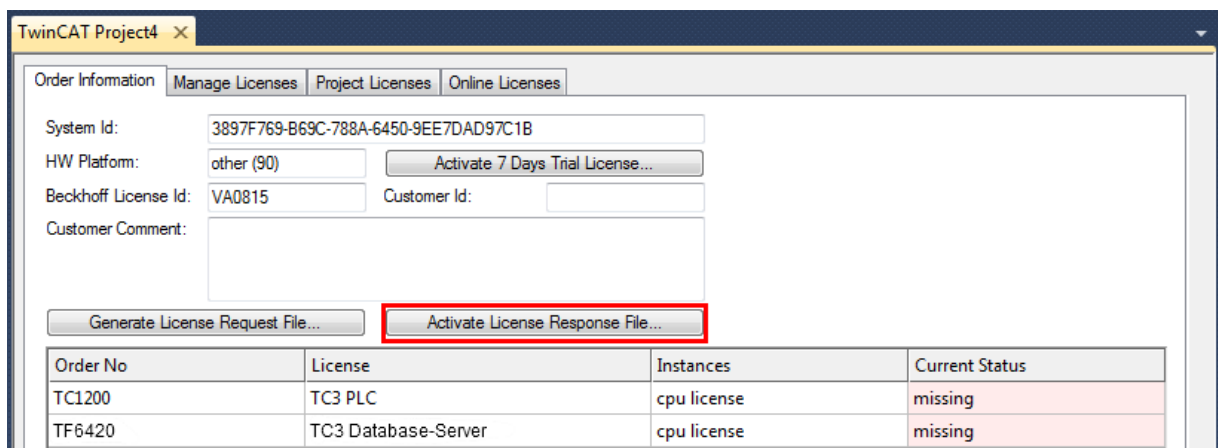 TwinCAT Project4
Order Information Manage Licenses Project Licenses Online Licenses
System Id: 3897F769-B69C-788A-6450-9EE7DAD97C1B
HW Platform: other (90) Activate 7 Days Trial License...
Beckhoff License Id: VA0815 Customer Id:
Customer Comment:
Generate License Request File... Activate License Response File...
Order No License Instances Current Status
TC1200 TC3 PLC cpu license missing
TF6420 TC3 Database-Server cpu license missing